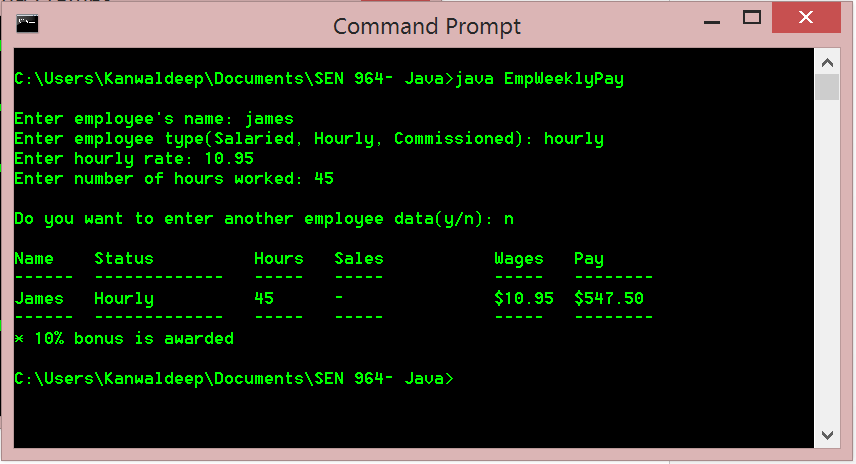 Command Prompt
C:\Users\Kanwaldeep\Documents\SEN 964- Java>java EmpWeeklyPay
Enter employee's name: james
Enter employee type(Salaried, Hourly, Commissioned): hourly
Enter hourly rate: 10.95
Enter number of hours worked: 45
Do you want to enter another employee data(y/n): n
Name    Status          Hours   Sales           Wages   Pay
------  -------------   -----   -----           -----   --------
James   Hourly          45      -               $10.95  $547.50
------  -------------   -----   -----           -----   --------
* 10% bonus is awarded
C:\Users\Kanwaldeep\Documents\SEN 964- Java>